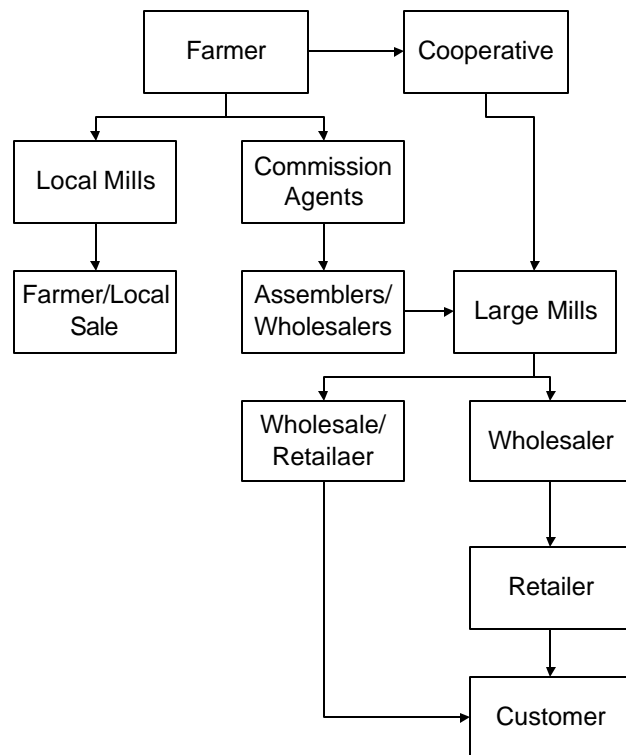 Farmer
Cooperative
Local Mills
Commission
Agents
Farmer/Local
Sale
Assemblers/
Wholesalers
Large Mills
Wholesale/
Retailaer
Wholesaler
Retailer
Customer